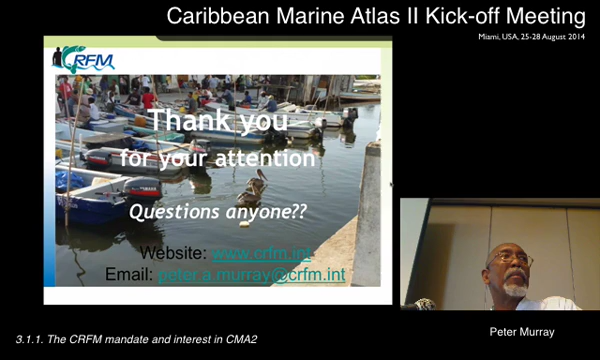 Caribbean Marine Atlas II Kick-off Meeting
Miami, USA, 25-28 August 2014
CRFM
Thank you
for your attention
Questions anyone??
Website: www.crfm.int
Email: peter.a.murray@crfm.int
Peter Murray
3.1.1. The CRFM mandate and interest in CMA2